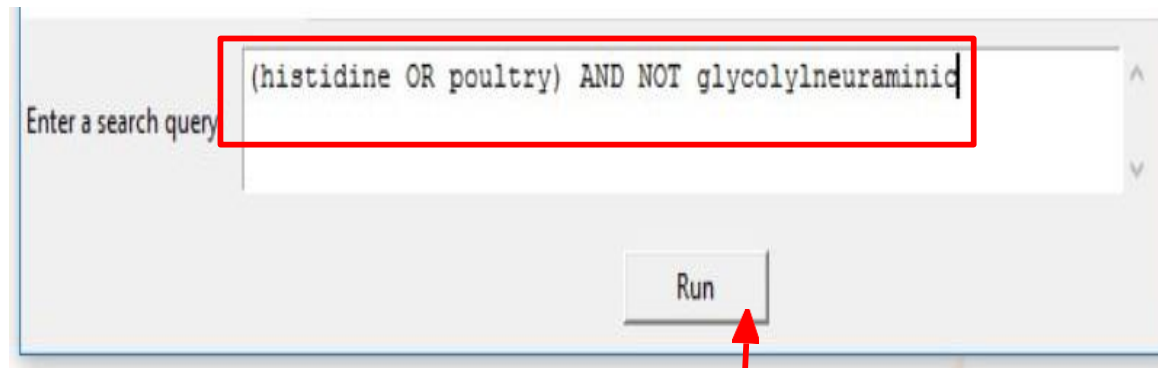 (histidine OR poultry) AND NOT glycolylneuraminic
Enter a search query
Run